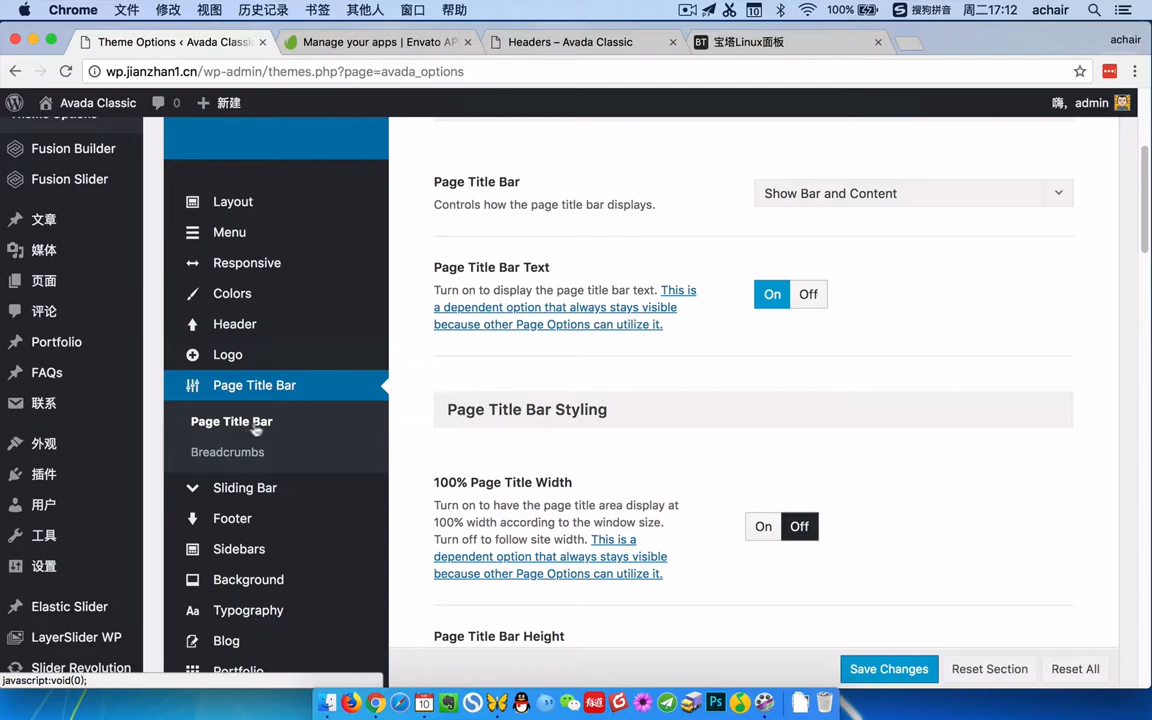 Chrome 文件 修改 视图 历史记录 书签 其他人 窗口 帮助 10 100% S 搜狗拼音 周二17:12 achair
Theme Options ‹ Avada Classic Manage your apps | Envato AP Headers – Avada Classic BT 宝塔Linux面板 achair
wp.jianzhan1.cn/wp-admin/themes.php?page=avada_options
Avada Classic 0 新建 嗨，admin
Theme Options
Fusion Builder
Fusion Slider
文章
媒体
页面
评论
Portfolio
FAQs
联系
外观
插件
用户
工具
设置
Elastic Slider
LayerSlider WP
Slider Revolution
javascript:void(0);
Layout
Menu
Responsive
Colors
Header
Logo
Page Title Bar
Page Title Bar
Breadcrumbs
Sliding Bar
Footer
Sidebars
Background
Aa Typography
Blog
Portfolio
Page Title Bar
Controls how the page title bar displays.
Show Bar and Content
Page Title Bar Text
Turn on to display the page title bar text. This is
a dependent option that always stays visible
because other Page Options can utilize it.
On Off
Page Title Bar Styling
100% Page Title Width
Turn on to have the page title area display at
100% width according to the window size.
Turn off to follow site width. This is a
dependent option that always stays visible
because other Page Options can utilize it.
On Off
Page Title Bar Height
Save Changes Reset Section Reset All
10 有道 Ps